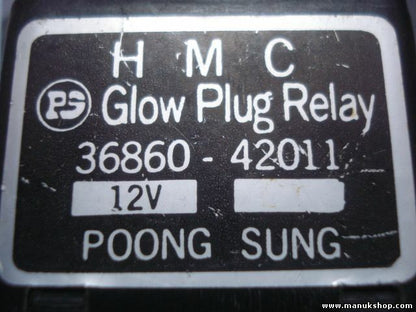 H M C
PS Glow Plug Relay
36860 - 42011
12V
POONG SUNG
www.manukshop.com